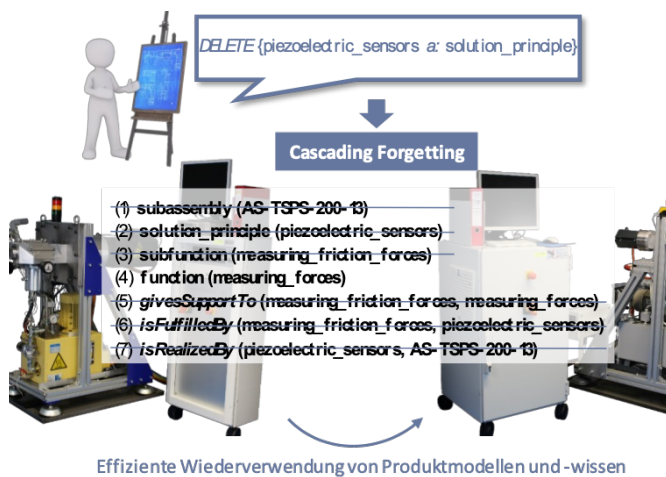 DELETE {piezoelectric_sensors a: solution_principle}
Cascading Forgetting
(1) subassembly (AS-TSPS-200-13)
(2) solution_principle (piezoelectric_sensors)
(3) subfunction (measuring_friction_forces)
(4) function (measuring_forces)
(5) givesSupportTo (measuring_friction_forces, measuring_forces)
(6) isFulfilledBy (measuring_friction_forces, piezoelectric_sensors)
(7) isRealizedBy (piezoelectric_sensors, AS-TSPS-200-13)
Effiziente Wiederverwendung von Produktmodellen und -wissen